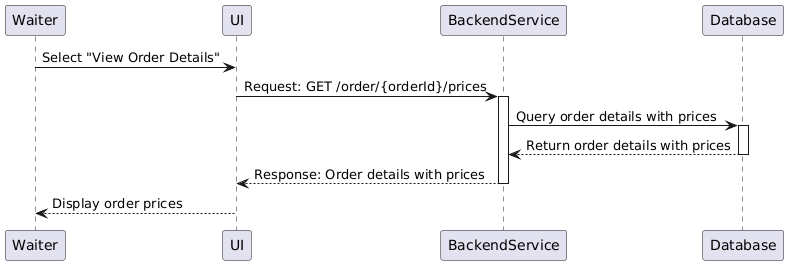 Waiter UI BackendService Database
Select "View Order Details"
Request: GET /order/{orderId}/prices
Query order details with prices
Return order details with prices
Response: Order details with prices
Display order prices
Waiter UI BackendService Database